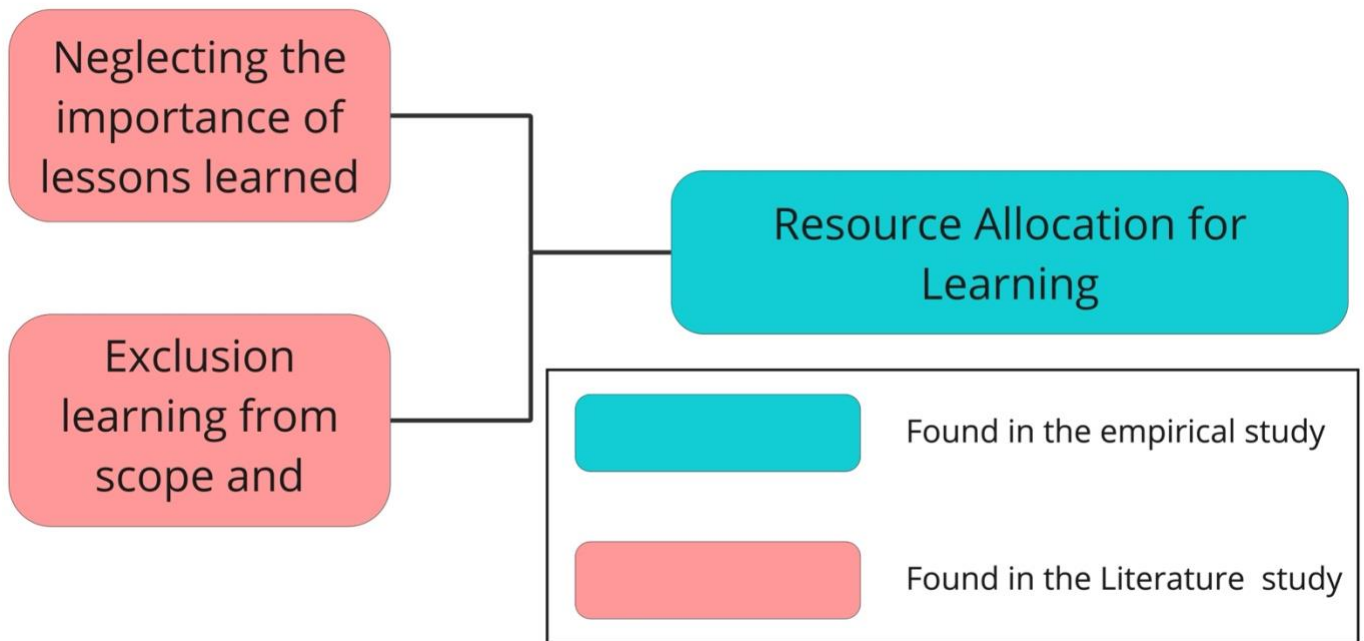 Neglecting the
importance of
lessons learned
Resource Allocation for
Learning
Exclusion
learning from
scope and
Found in the empirical study
Found in the Literature study